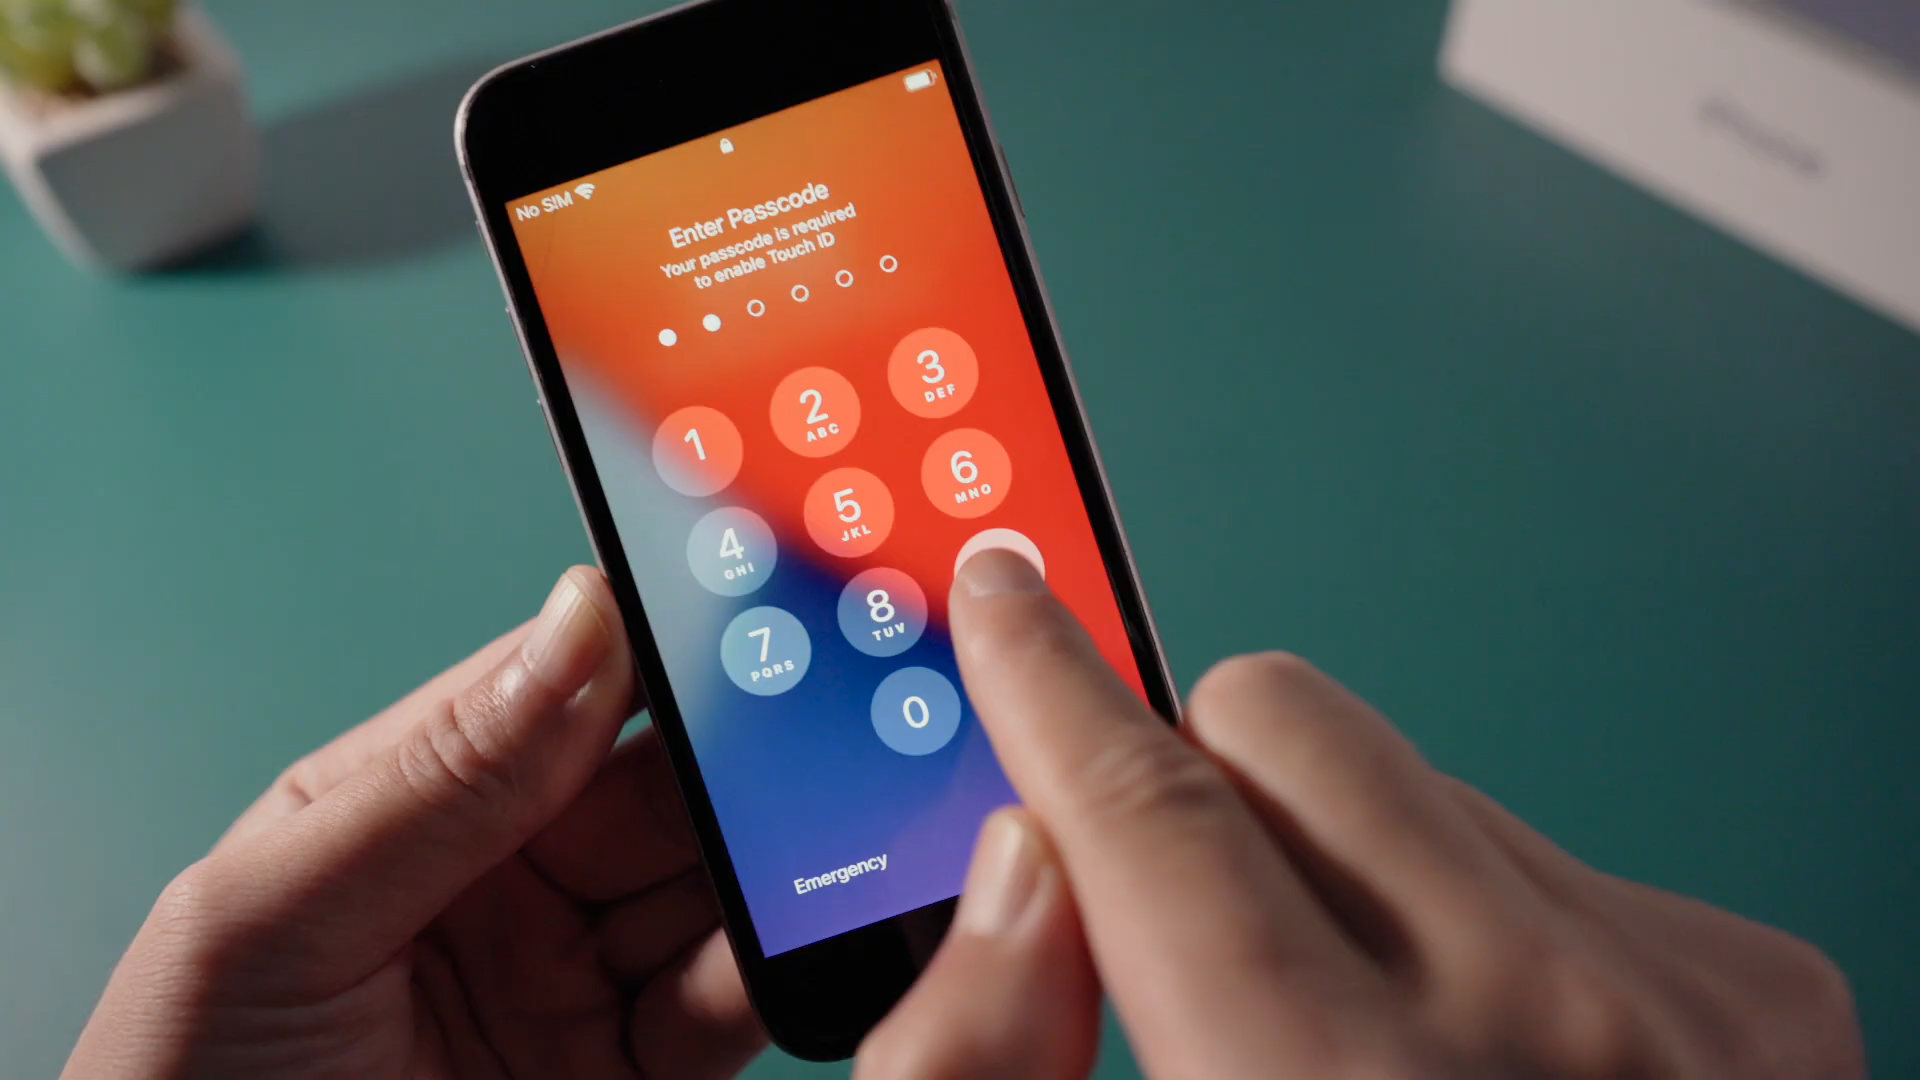 No SIM
Enter Passcode
Your passcode is required
to enable Touch ID
1
2
ABC
3
DEF
4
GHI
5
JKL
6
MNO
7
PQRS
8
TUV
0
Emergency
iPhone